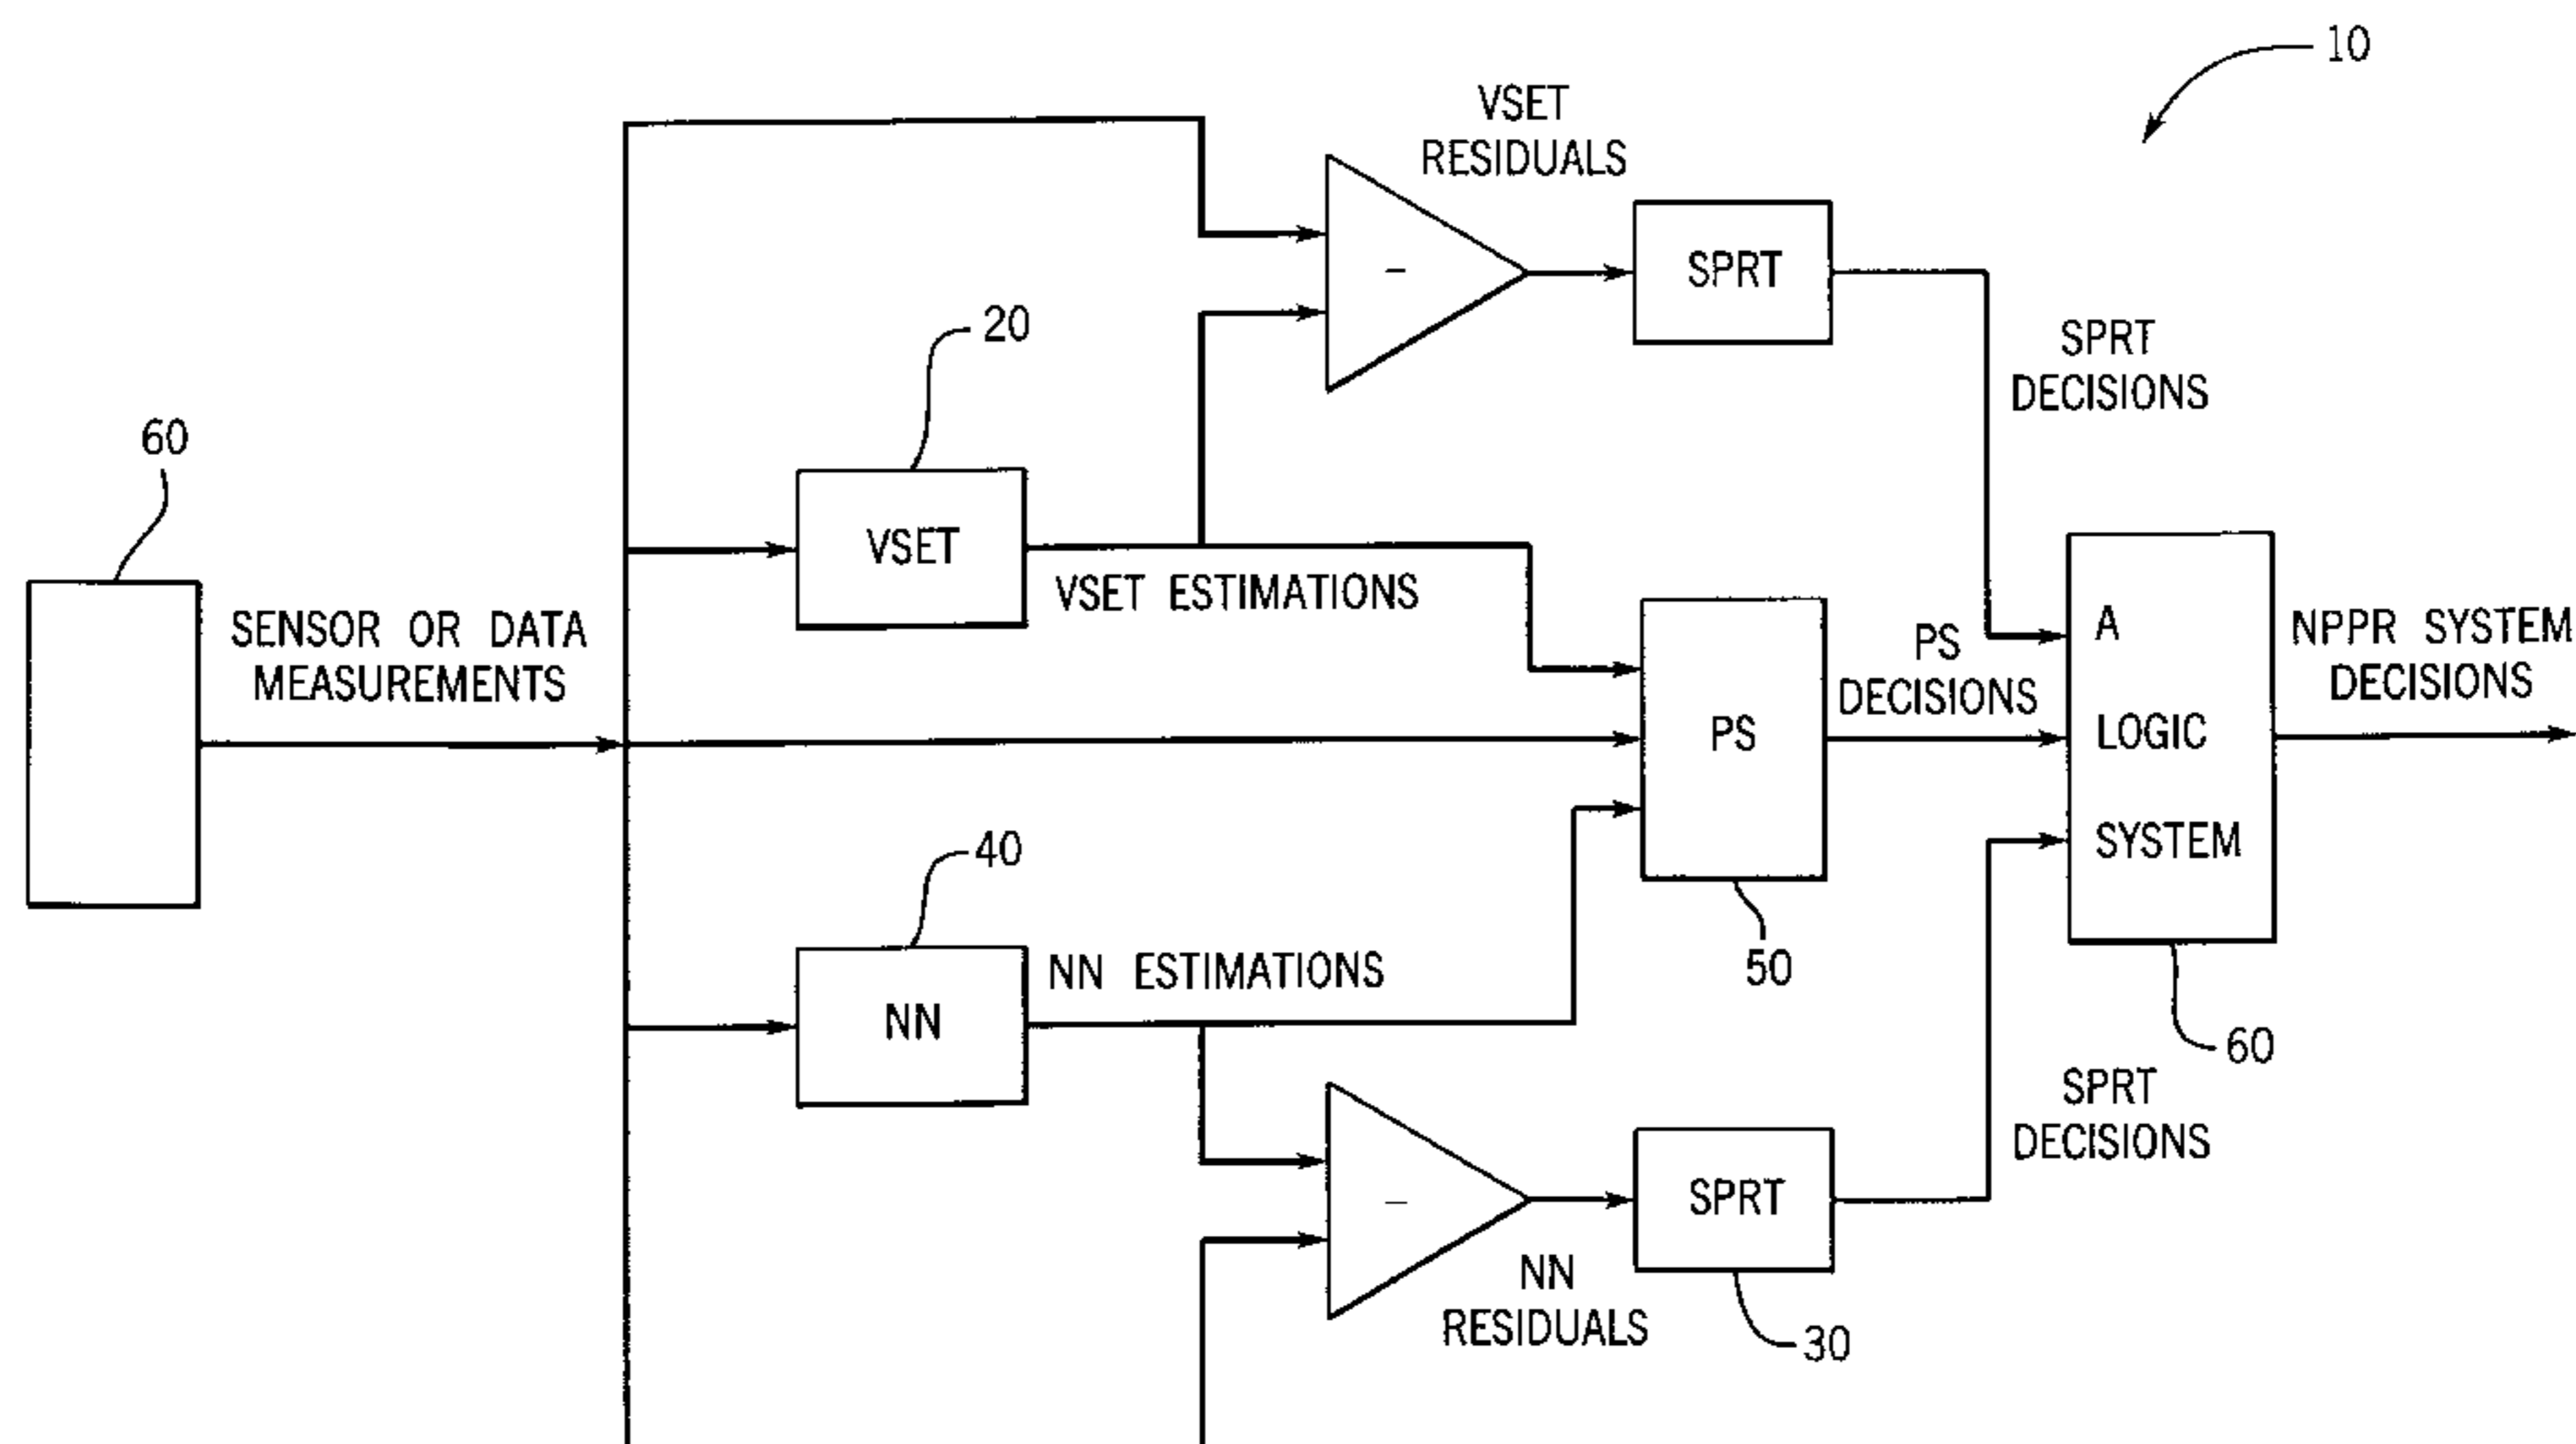 10
VSET
RESIDUALS
SPRT
20
SPRT
DECISIONS
60
VSET
VSET ESTIMATIONS
SENSOR OR DATA
MEASUREMENTS
PS
PS
DECISIONS
A
LOGIC
SYSTEM
NPPR SYSTEM
DECISIONS
40
NN
NN ESTIMATIONS
50
60
SPRT
DECISIONS
SPRT
NN
RESIDUALS
30